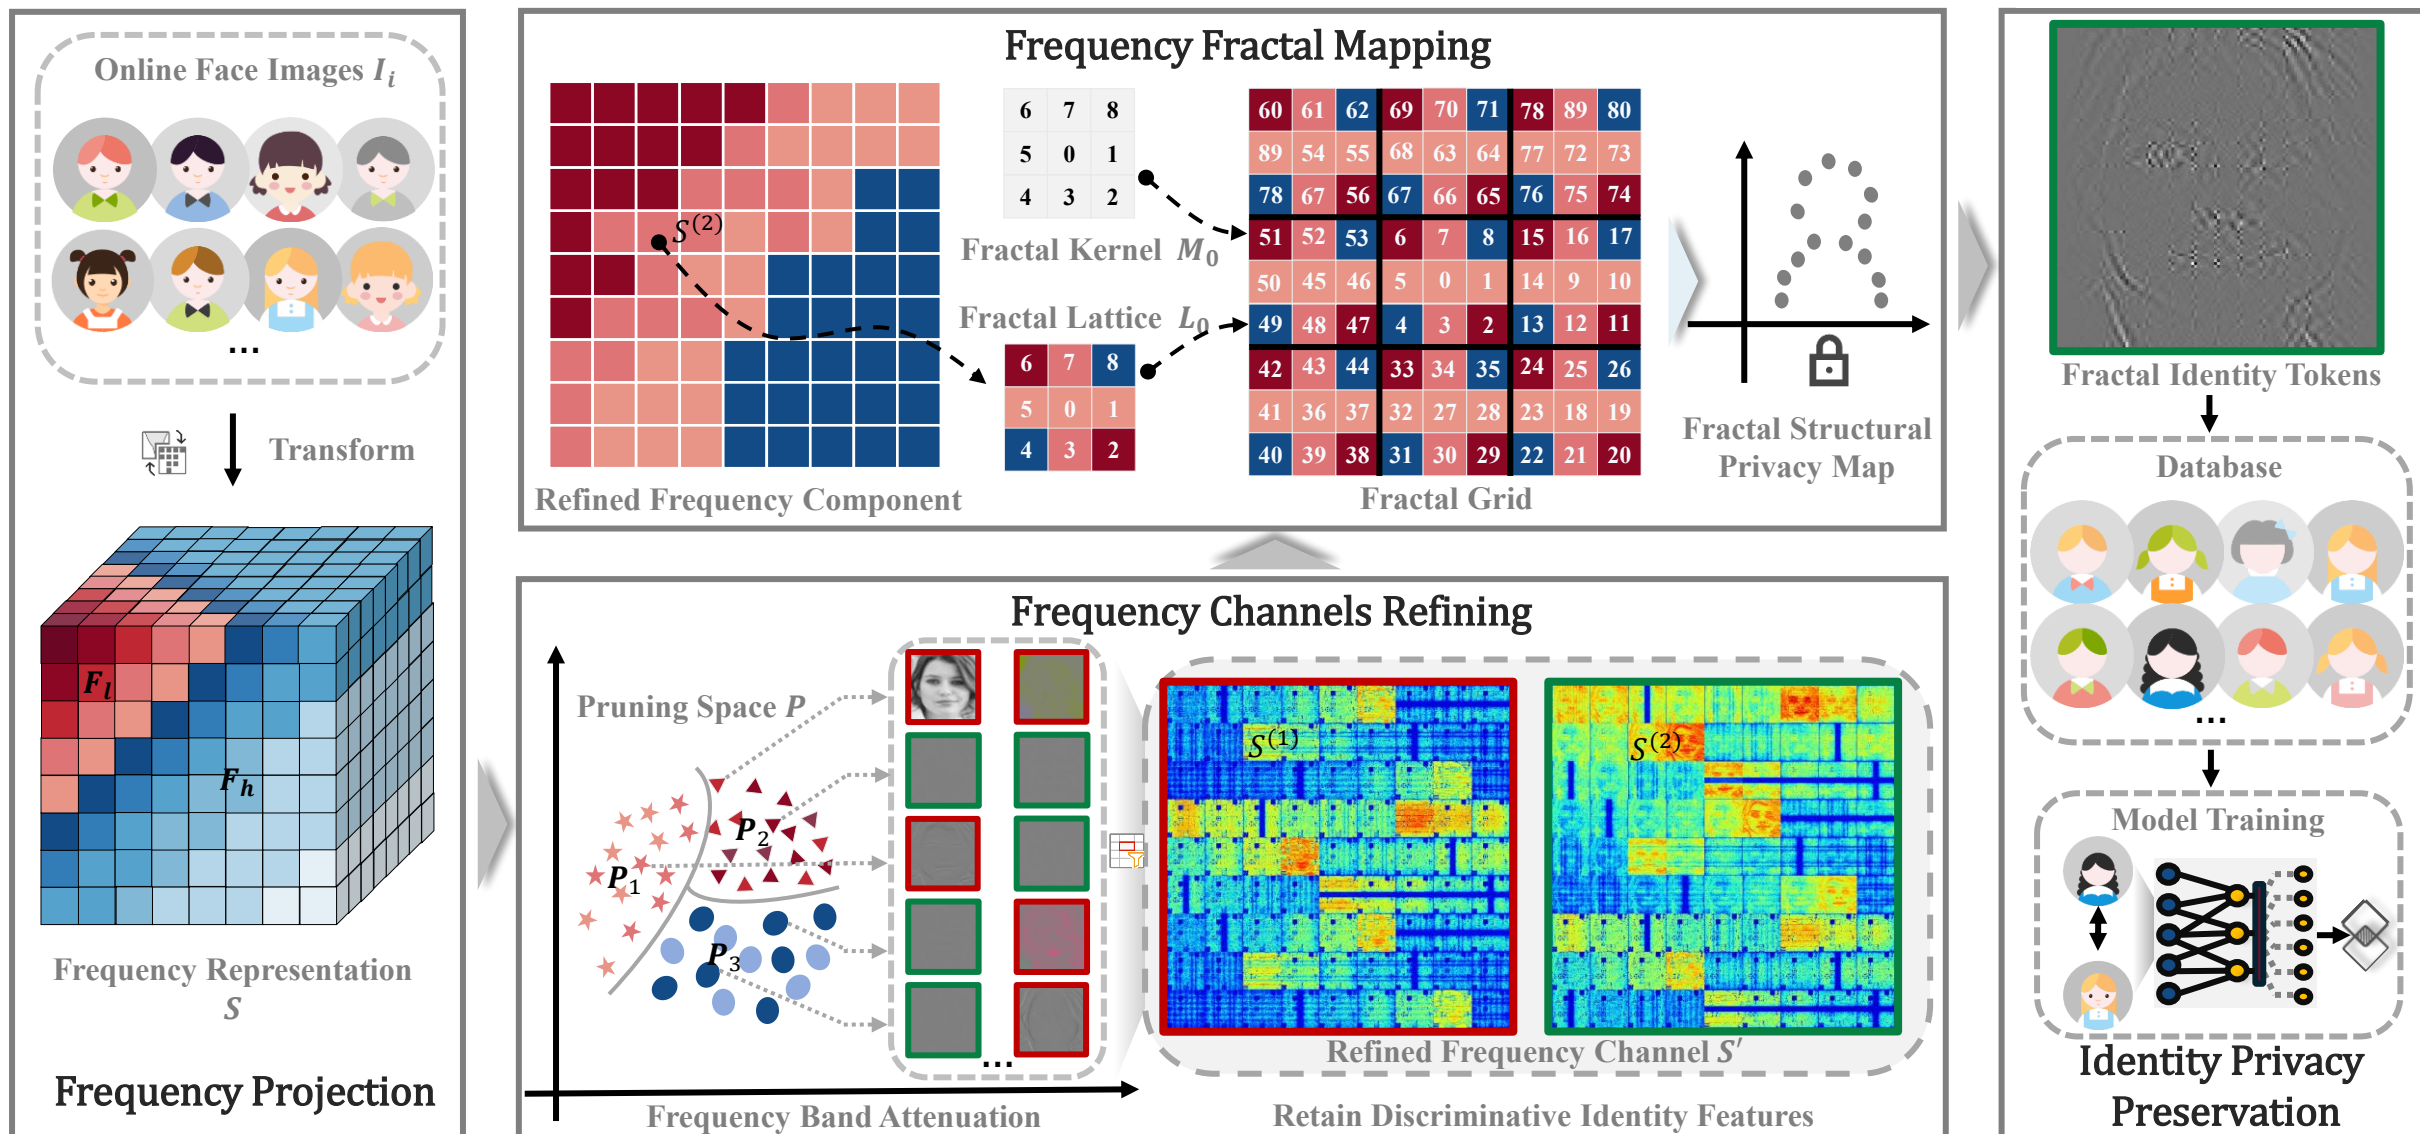 Online Face Images I_i
...
Transform
F_l
F_h
Frequency Representation
S
Frequency Projection
Frequency Fractal Mapping
S^(2)
Refined Frequency Component
6 7 8
5 0 1
4 3 2
Fractal Kernel M_0
Fractal Lattice L_0
6 7 8
5 0 1
4 3 2
60 61 62 69 70 71 78 89 80
89 54 55 68 63 64 77 72 73
78 67 56 67 66 65 76 75 74
51 52 53 6 7 8 15 16 17
50 45 46 5 0 1 14 9 10
49 48 47 4 3 2 13 12 11
42 43 44 33 34 35 24 25 26
41 36 37 32 27 28 23 18 19
40 39 38 31 30 29 22 21 20
Fractal Grid
Fractal Structural
Privacy Map
Frequency Channels Refining
Pruning Space P
P_1
P_2
P_3
...
Frequency Band Attenuation
S^(1)
S^(2)
Refined Frequency Channel S′
Retain Discriminative Identity Features
Fractal Identity Tokens
Database
...
Model Training
Identity Privacy
Preservation